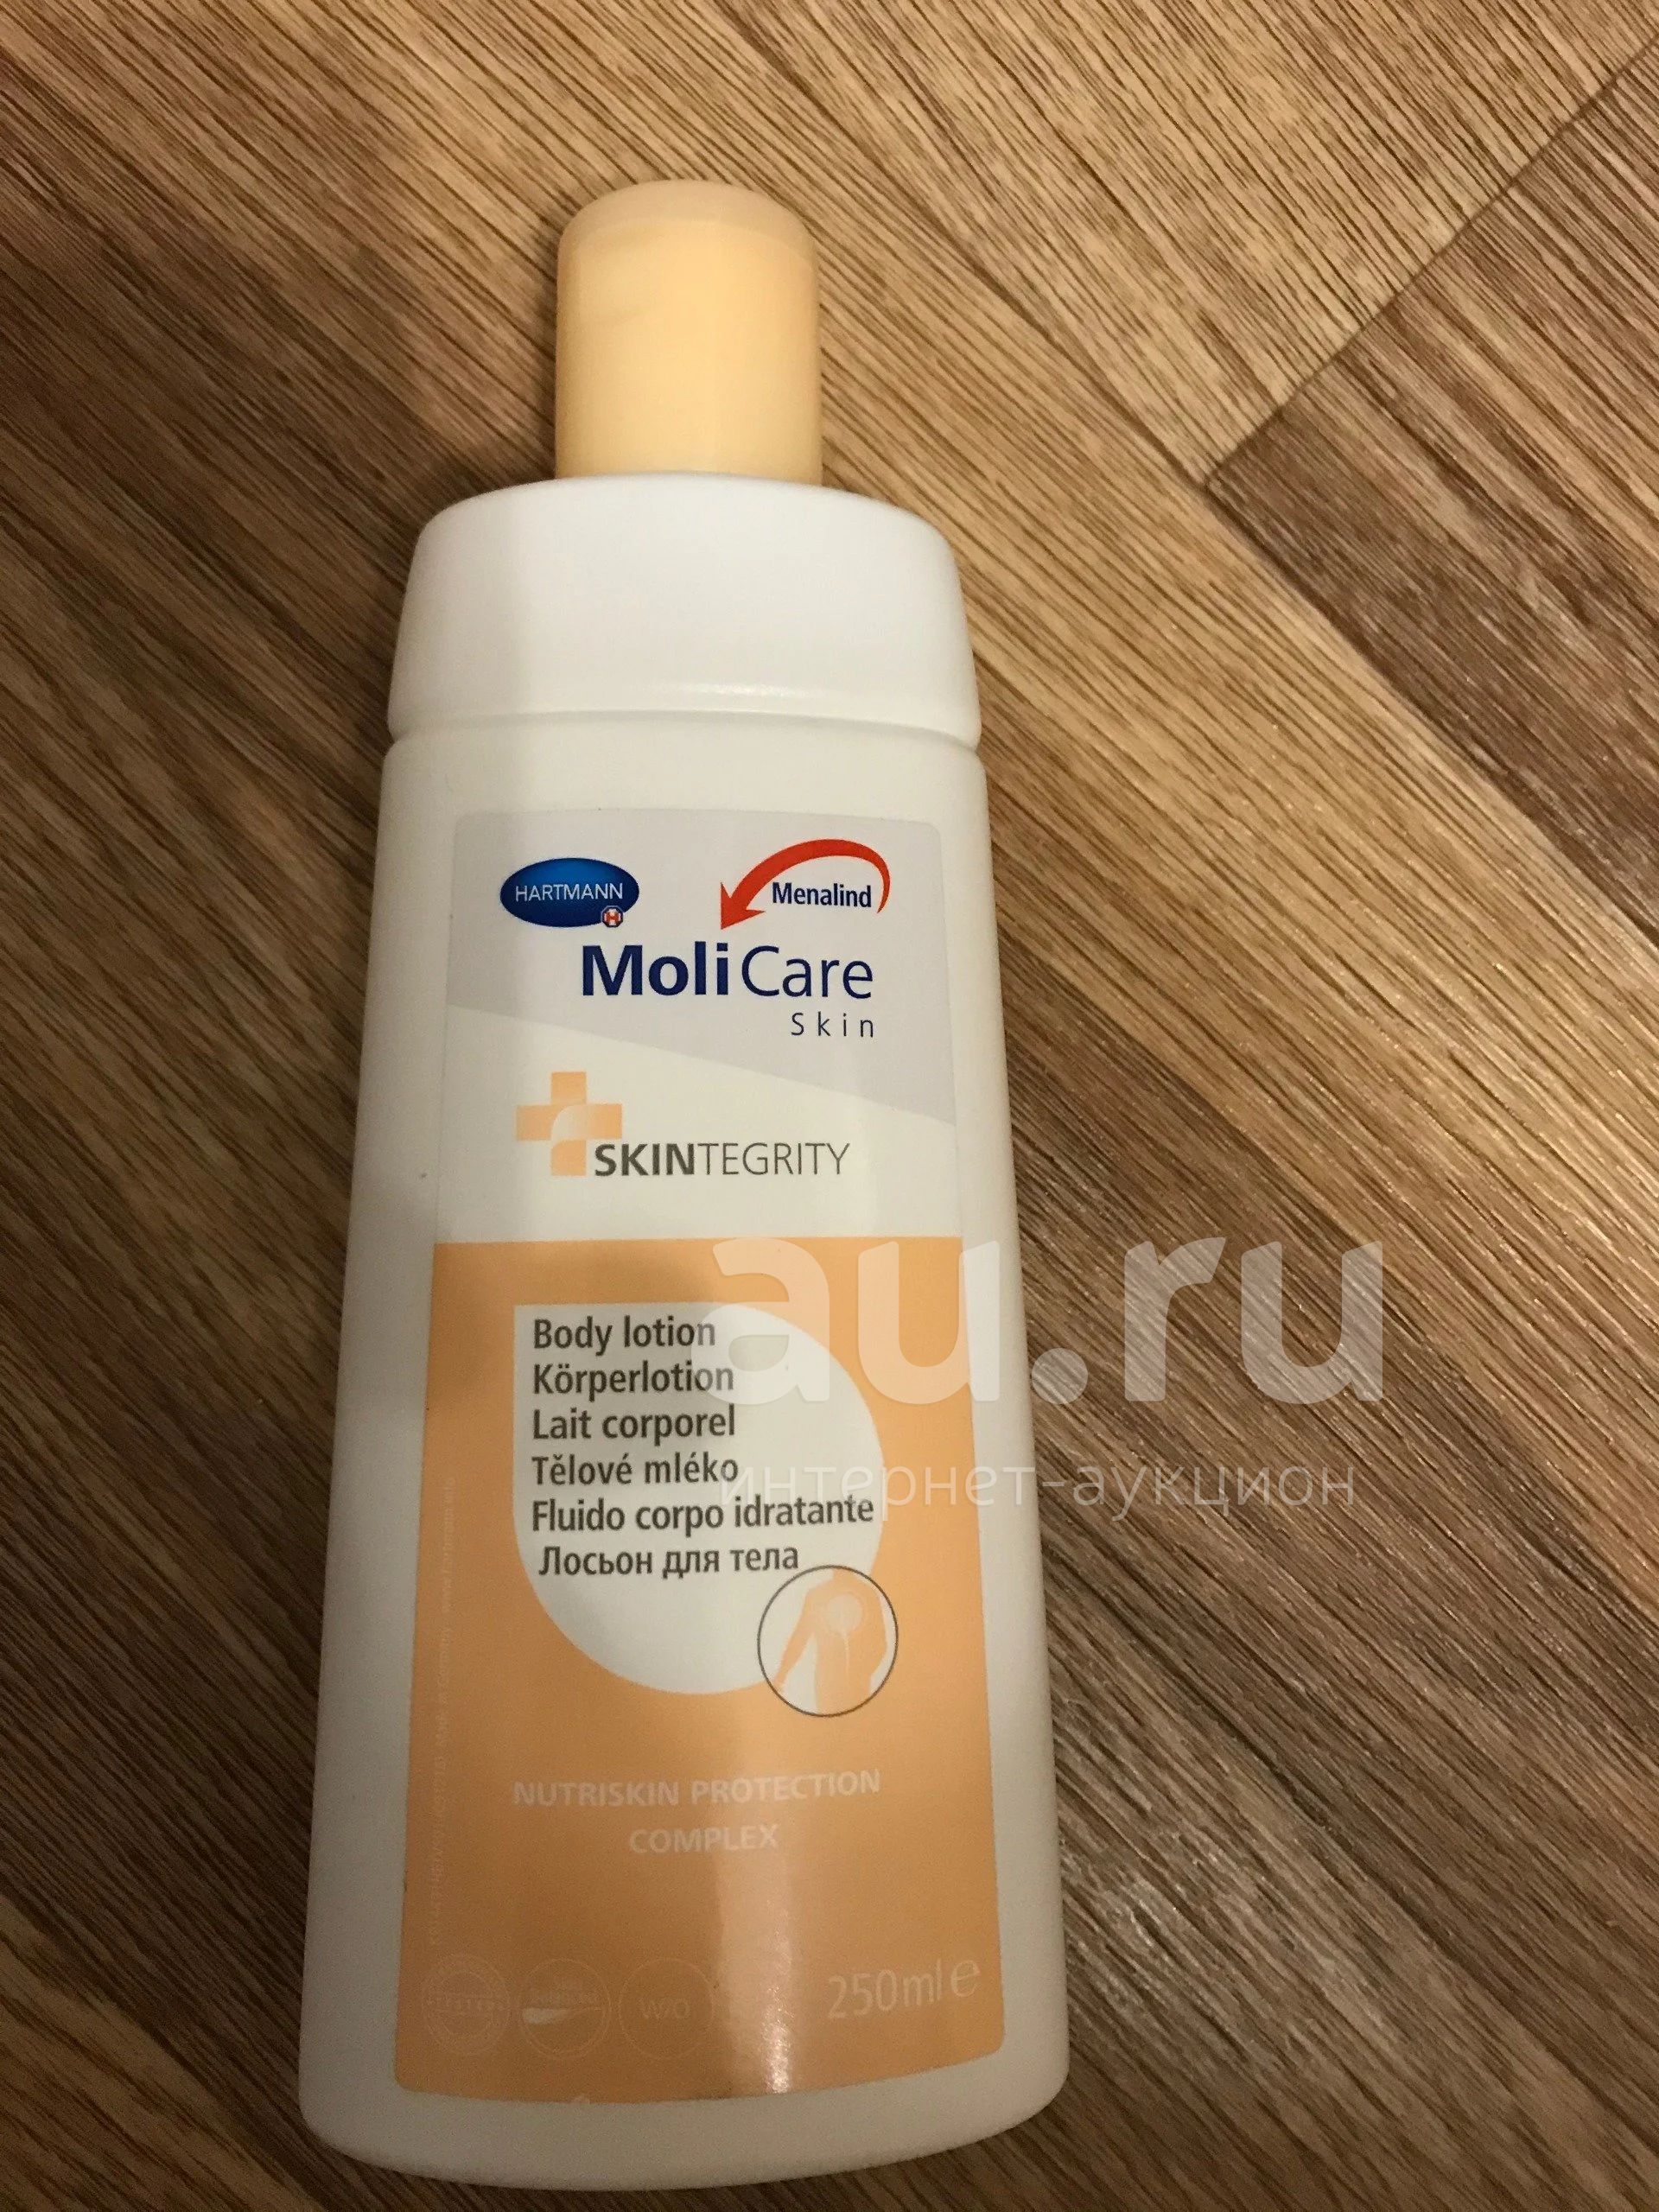 HARTMANN
Menalind
MoliCare
Skin
SKINTEGRITY
Body lotion
Körperlotion
Lait corporel
Tělové mléko
Fluido corpo idratante
Лосьон для тела
NUTRISKIN PROTECTION
COMPLEX
250ml e
au.ru
интернет-аукцион